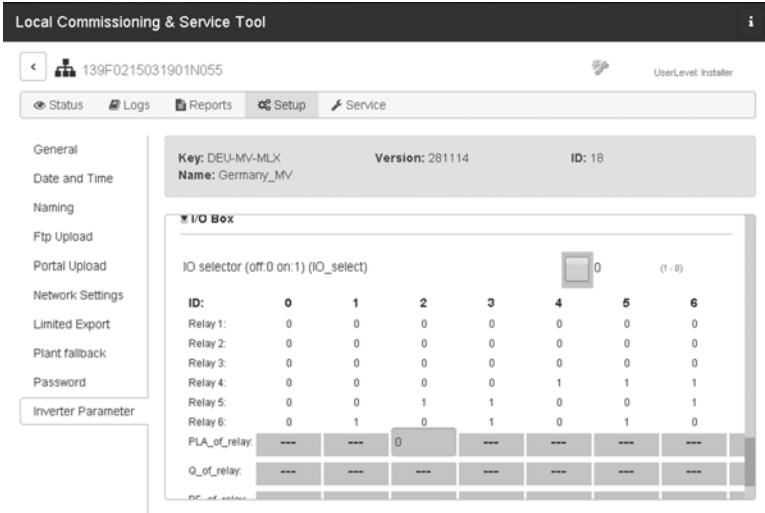 Local Commissioning & Service Tool
i
139F0215031901N055
UserLevel: Installer
Status Logs Reports Setup Service
General
Date and Time
Naming
Ftp Upload
Portal Upload
Network Settings
Limited Export
Plant fallback
Password
Inverter Parameter
Key: DEU-MV-MLX Version: 281114 ID: 18
Name: Germany_MV
I/O Box
IO selector (off:0 on:1) (IO_select) 0 (1 - 0)
ID: 0 1 2 3 4 5 6
Relay 1: 0 0 0 0 0 0 0
Relay 2: 0 0 0 0 0 0 0
Relay 3: 0 0 0 0 0 0 0
Relay 4: 0 0 0 0 1 1 1
Relay 5: 0 0 1 1 0 0 1
Relay 6: 0 1 0 1 0 1 0
PLA_of_relay: --- --- 0 --- --- --- ---
Q_of_relay: --- --- --- --- --- --- ---